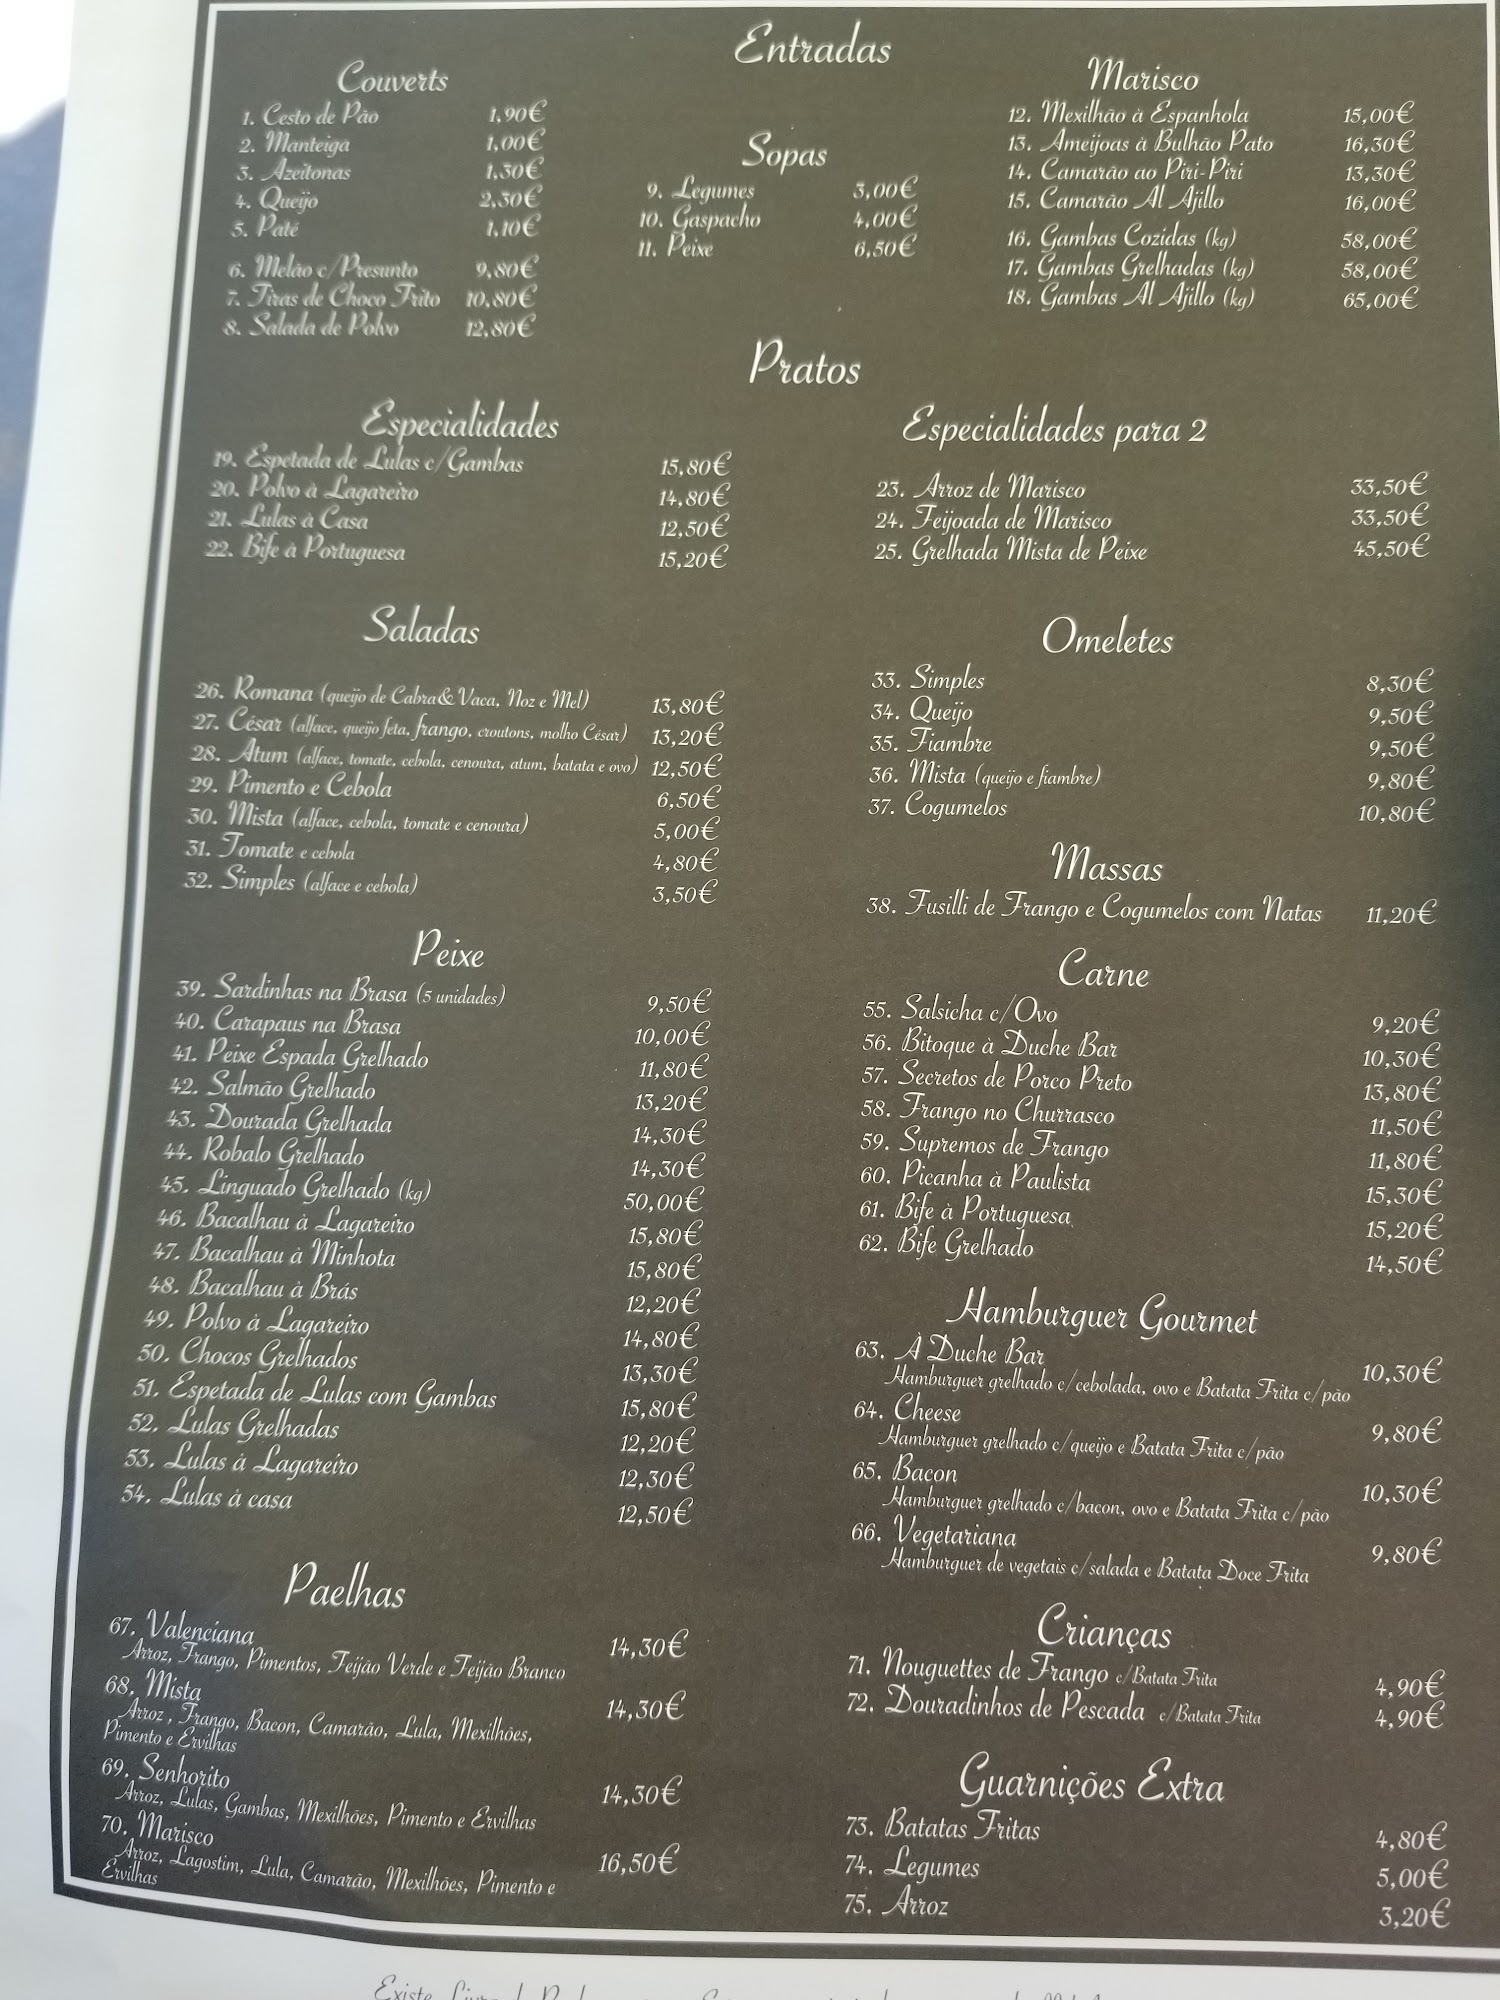 Entradas
Couverts
1. Cesto de Pão 1,90€
2. Manteiga 1,00€
3. Azeitonas 1,30€
4. Queijo 2,30€
5. Paté 1,10€
6. Melão c/Presunto 9,80€
7. Tiras de Choco Frito 10,80€
8. Salada de Polvo 12,80€
Sopas
9. Legumes 3,00€
10. Gaspacho 4,00€
11. Peixe 6,50€
Marisco
12. Mexilhão à Espanhola 15,00€
13. Ameijoas à Bulhão Pato 16,30€
14. Camarão ao Piri-Piri 13,30€
15. Camarão Al Ajillo 16,00€
16. Gambas Cozidas (kg) 58,00€
17. Gambas Grelhadas (kg) 58,00€
18. Gambas Al Ajillo (kg) 65,00€
Pratos
Especialidades
19. Espetada de Lulas c/Gambas 15,80€
20. Polvo à Lagareiro 14,80€
21. Lulas à Casa 12,50€
22. Bife à Portuguesa 15,20€
Especialidades para 2
23. Arroz de Marisco 33,50€
24. Feijoada de Marisco 33,50€
25. Grelhada Mista de Peixe 45,50€
Saladas
26. Romana (queijo de Cabra& Vaca, Noz e Mel) 13,80€
27. César (alface, queijo feta, frango, croutons, molho César) 13,20€
28. Atum (alface, tomate, cebola, cenoura, atum, batata e ovo) 12,50€
29. Pimento e Cebola 6,50€
30. Mista (alface, cebola, tomate e cenoura) 5,00€
31. Tomate e cebola 4,80€
32. Simples (alface e cebola) 3,50€
Omeletes
33. Simples 8,30€
34. Queijo 9,50€
35. Fiambre 9,50€
36. Mista (queijo e fiambre) 9,80€
37. Cogumelos 10,80€
Massas
38. Fusilli de Frango e Cogumelos com Natas 11,20€
Peixe
39. Sardinhas na Brasa (5 unidades) 9,50€
40. Carapaus na Brasa 10,00€
41. Peixe Espada Grelhado 11,80€
42. Salmão Grelhado 13,20€
43. Dourada Grelhada 14,30€
44. Robalo Grelhado 14,30€
45. Linguado Grelhado (kg) 50,00€
46. Bacalhau à Lagareiro 15,80€
47. Bacalhau à Minhota 15,80€
48. Bacalhau à Brás 12,20€
49. Polvo à Lagareiro 14,80€
50. Chocos Grelhados 13,30€
51. Espetada de Lulas com Gambas 15,80€
52. Lulas Grelhadas 12,20€
53. Lulas à Lagareiro 12,30€
54. Lulas à casa 12,50€
Carne
55. Salsicha c/Ovo 9,20€
56. Bitoque à Duche Bar 10,30€
57. Secretos de Porco Preto 13,80€
58. Frango no Churrasco 11,50€
59. Supremos de Frango 11,80€
60. Picanha à Paulista 15,30€
61. Bife à Portuguesa 15,20€
62. Bife Grelhado 14,50€
Hamburguer Gourmet
63. À Duche Bar 10,30€
Hamburguer grelhado c/cebolada, ovo e Batata Frita c/pão
64. Cheese 9,80€
Hamburguer grelhado c/queijo e Batata Frita c/pão
65. Bacon 10,30€
Hamburguer grelhado c/bacon, ovo e Batata Frita c/pão
66. Vegetariana 9,80€
Hamburguer de vegetais c/salada e Batata Doce Frita
Paelhas
67. Valenciana 14,30€
Arroz, Frango, Pimentos, Feijão Verde e Feijão Branco
68. Mista 14,30€
Arroz, Frango, Bacon, Camarão, Lula, Mexilhões,
Pimento e Ervilhas
69. Senhorito 14,30€
Arroz, Lulas, Gambas, Mexilhões, Pimento e Ervilhas
70. Marisco 16,50€
Arroz, Lagostim, Lula, Camarão, Mexilhões, Pimento e
Ervilhas
Crianças
71. Nouguettes de Frango c/Batata Frita 4,90€
72. Douradinhos de Pescada c/Batata Frita 4,90€
Guarnições Extra
73. Batatas Fritas 4,80€
74. Legumes 5,00€
75. Arroz 3,20€
Existe